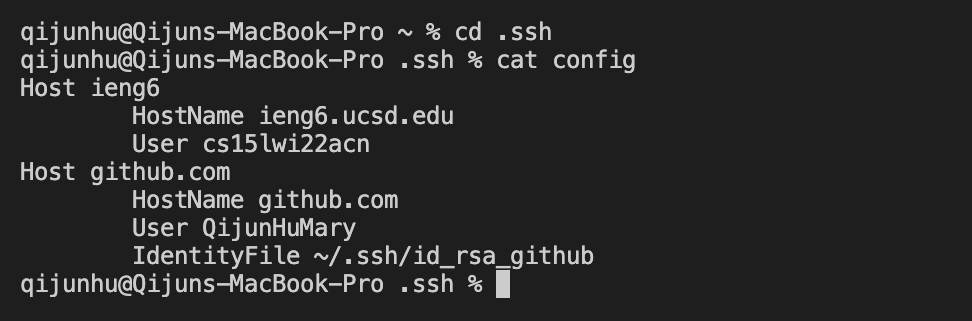 qijunhu@Qijuns-MacBook-Pro ~ % cd .ssh
qijunhu@Qijuns-MacBook-Pro .ssh % cat config
Host ieng6
        HostName ieng6.ucsd.edu
        User cs15lwi22acn
Host github.com
        HostName github.com
        User QijunHuMary
        IdentityFile ~/.ssh/id_rsa_github
qijunhu@Qijuns-MacBook-Pro .ssh %